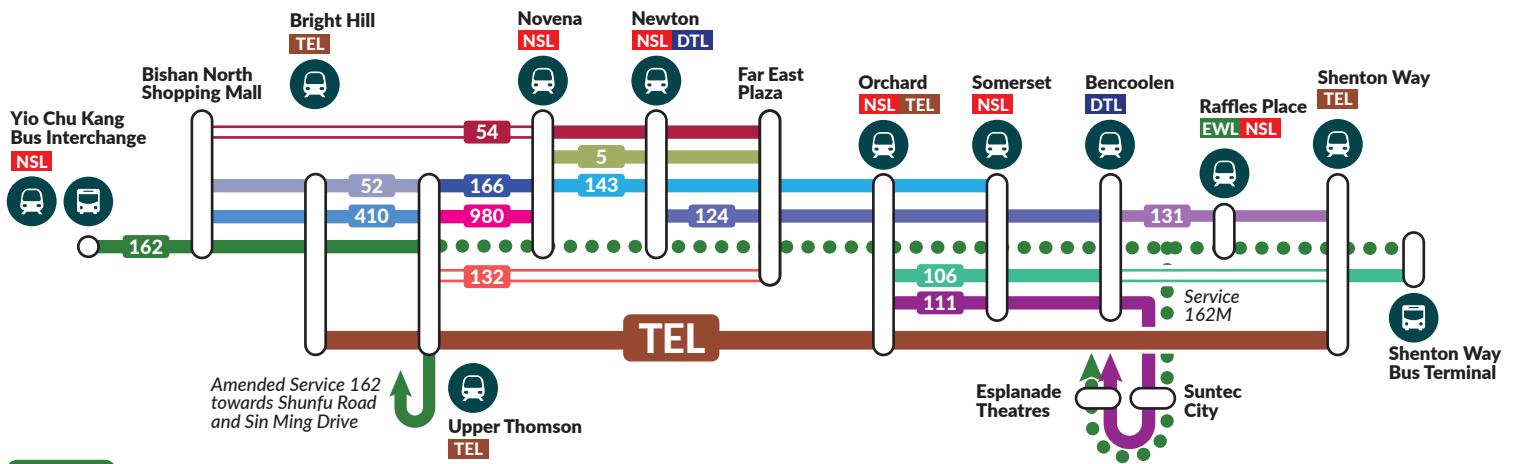 Bright Hill
TEL
Novena
NSL
Newton
NSL DTL
Bishan North
Shopping Mall
Far East
Plaza
Orchard
NSL TEL
Somerset
NSL
Bencoolen
DTL
Raffles Place
EWL NSL
Shenton Way
TEL
Yio Chu Kang
Bus Interchange
NSL
54
5
52
166
143
410
980
124
131
162
132
106
111
Service
162M
TEL
Shenton Way
Bus Terminal
Amended Service 162
towards Shunfu Road
and Sin Ming Drive
Upper Thomson
TEL
Esplanade
Theatres
Suntec
City